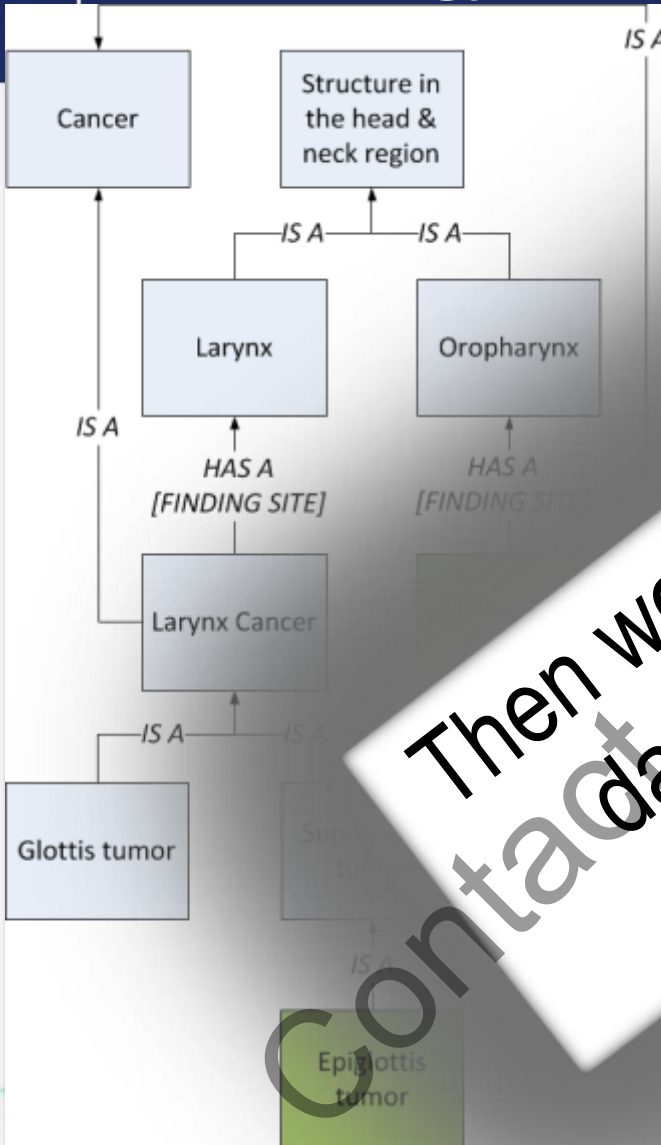 IS A
Cancer
Structure in
the head &
neck region
IS A
IS A
Larynx
Oropharynx
IS A
HAS A
[FINDING SITE]
HAS A
[FINDING SITE]
Larynx Cancer
Then
IS A
IS A
Glottis tumor
Contact
IS A
Epiglottis
tumor